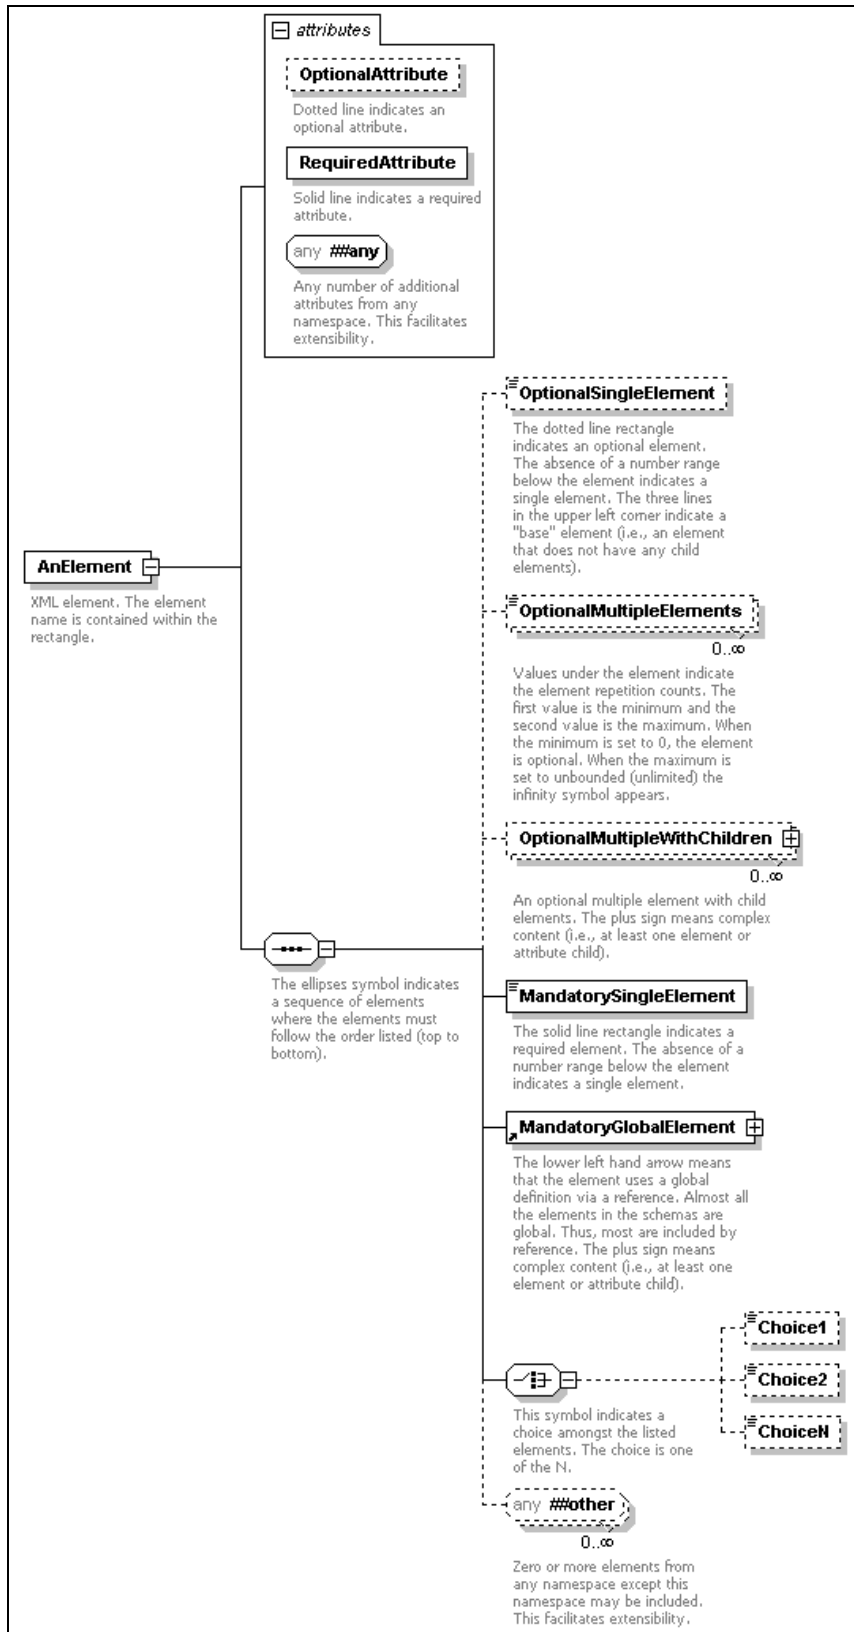 attributes
OptionalAttribute
Dotted line indicates an
optional attribute.
RequiredAttribute
Solid line indicates a required
attribute.
any ##any
Any number of additional
attributes from any
namespace. This facilitates
extensibility.
OptionalSingleElement
The dotted line rectangle
indicates an optional element.
The absence of a number range
below the element indicates a
single element. The three lines
in the upper left corner indicate a
"base" element (i.e., an element
that does not have any child
elements).
AnElement
XML element. The element
name is contained within the
rectangle.
OptionalMultipleElements
0..∞
Values under the element indicate
the element repetition counts. The
first value is the minimum and the
second value is the maximum. When
the minimum is set to 0, the element
is optional. When the maximum is
set to unbounded (unlimited) the
infinity symbol appears.
OptionalMultipleWithChildren
0..∞
An optional multiple element with child
elements. The plus sign means complex
content (i.e., at least one element or
attribute child).
The ellipses symbol indicates
a sequence of elements
where the elements must
follow the order listed (top to
bottom).
MandatorySingleElement
The solid line rectangle indicates a
required element. The absence of a
number range below the element
indicates a single element.
MandatoryGlobalElement
The lower left hand arrow means
that the element uses a global
definition via a reference. Almost all
the elements in the schemas are
global. Thus, most are included by
reference. The plus sign means
complex content (i.e., at least one
element or attribute child).
Choice1
Choice2
ChoiceN
This symbol indicates a
choice amongst the listed
elements. The choice is one
of the N.
any ##other
0..∞
Zero or more elements from
any namespace except this
namespace may be included.
This facilitates extensibility.